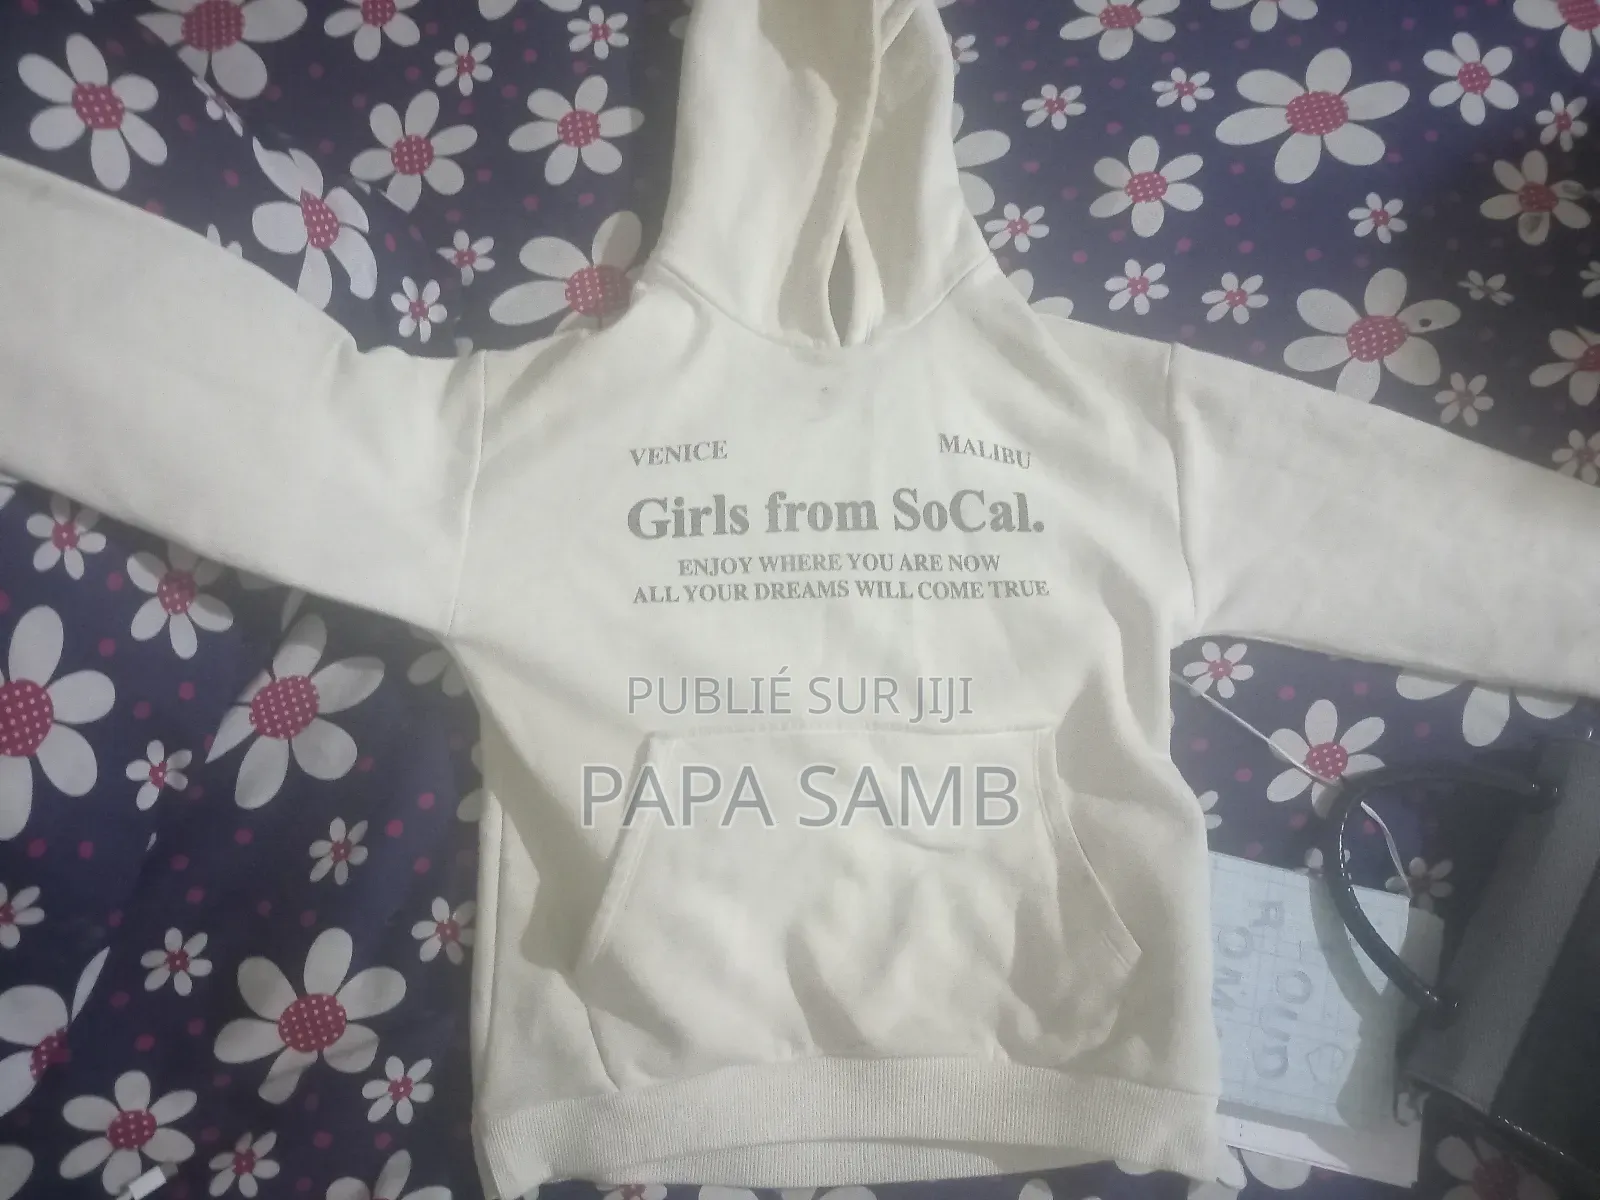 VENICE MALIBU
Girls from SoCal.
ENJOY WHERE YOU ARE NOW
ALL YOUR DREAMS WILL COME TRUE
PUBLIÉ SUR JIJI
PAPA SAMB